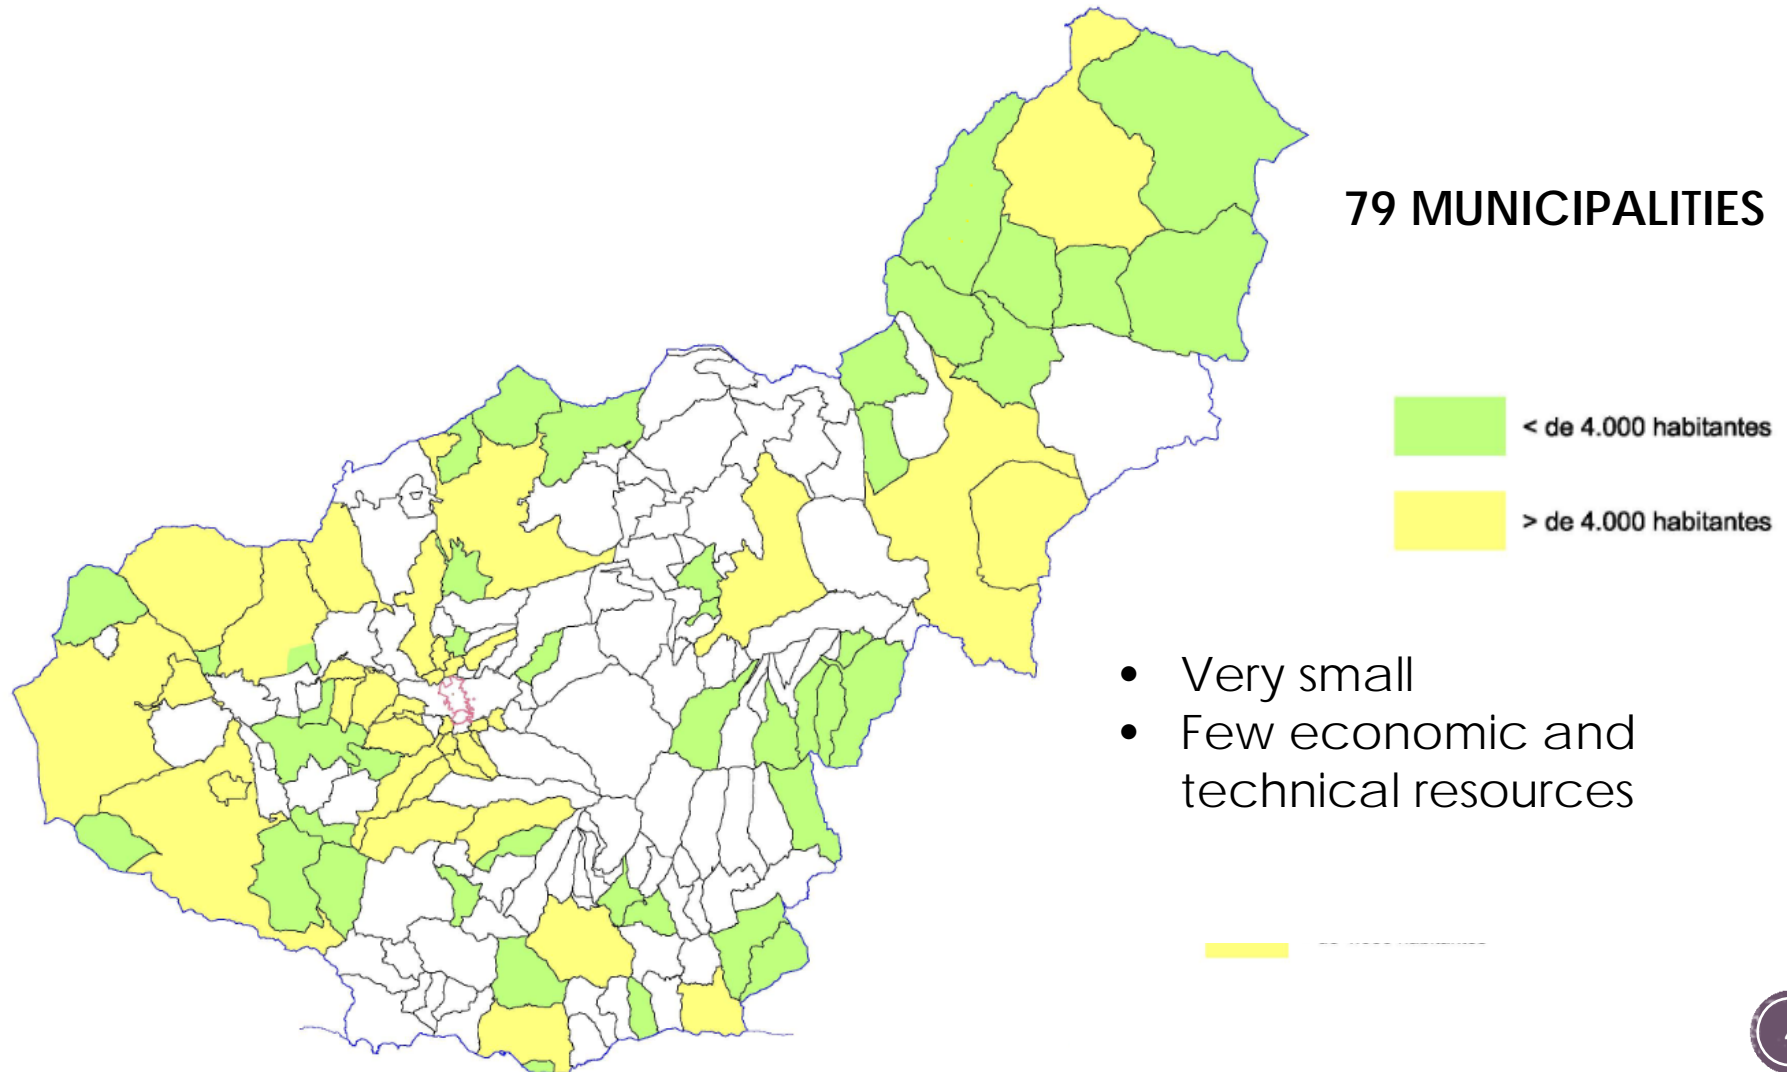 79 MUNICIPALITIES
< de 4.000 habitantes
> de 4.000 habitantes
• Very small
• Few economic and
technical resources